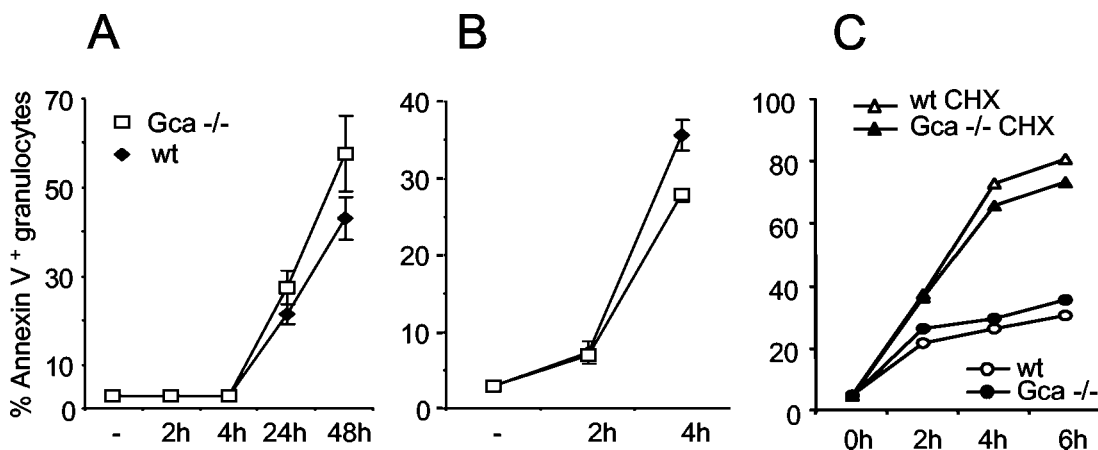 A
B
C
% Annexin V + granulocytes
70
50
30
10
0
Gca -/-
wt
- 2h 4h 24h 48h
40
30
20
10
0
- 2h 4h
100
80
60
40
20
0
wt CHX
Gca -/- CHX
wt
Gca -/-
0h 2h 4h 6h